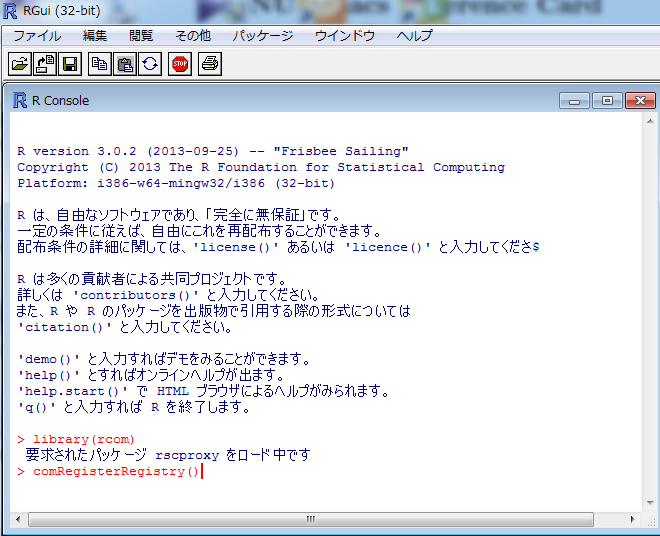 RGui (32-bit)
ファイル 編集 閲覧 その他 パッケージ ウインドウ ヘルプ
STOP
R Console
R version 3.0.2 (2013-09-25) -- "Frisbee Sailing"
Copyright (C) 2013 The R Foundation for Statistical Computing
Platform: i386-w64-mingw32/i386 (32-bit)
R は、自由なソフトウェアであり、「完全に無保証」です。
一定の条件に従えば、自由にこれを再配布することができます。
配布条件の詳細に関しては、'license()' あるいは 'licence()' と入力してくださ$
R は多くの貢献者による共同プロジェクトです。
詳しくは 'contributors()' と入力してください。
また、R や R のパッケージを出版物で引用する際の形式については
'citation()' と入力してください。
'demo()' と入力すればデモをみることができます。
'help()' とすればオンラインヘルプが出ます。
'help.start()' で HTML ブラウザによるヘルプがみられます。
'q()' と入力すれば R を終了します。
> library(rcom)
要求されたパッケージ rscproxy をロード中です
> comRegisterRegistry()